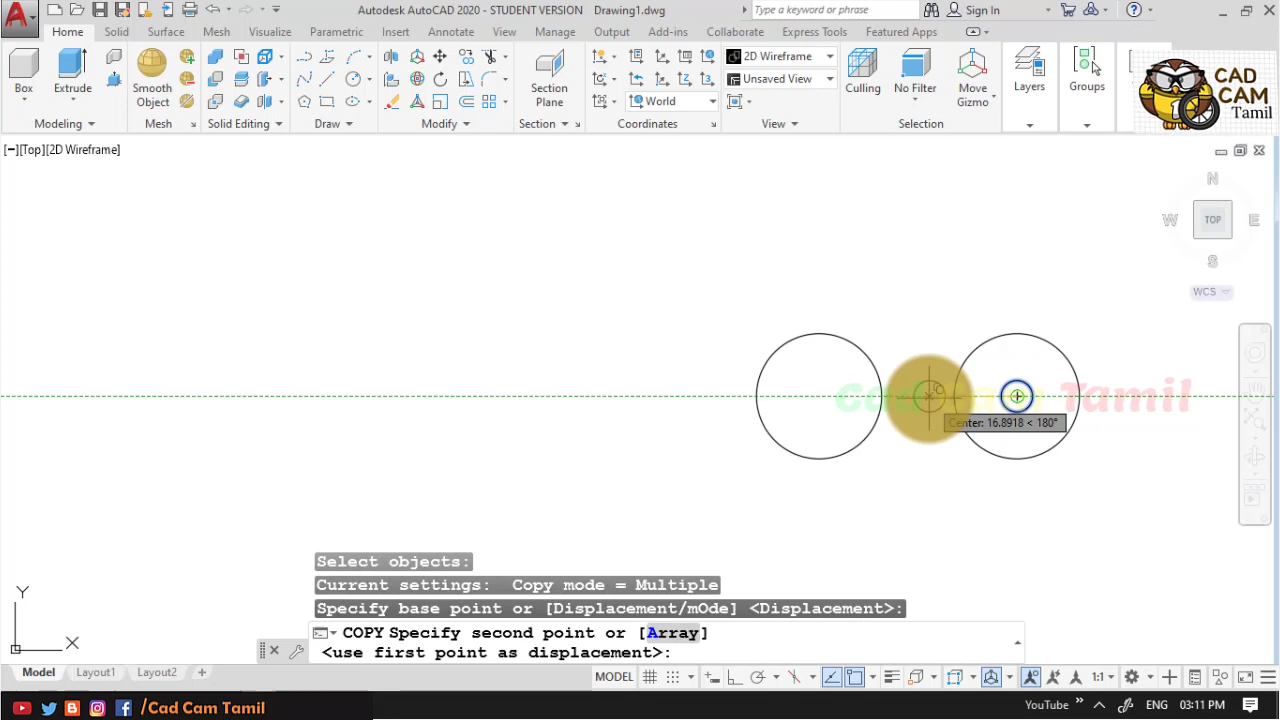 Autodesk AutoCAD 2020 - STUDENT VERSION Drawing1.dwg
Type a keyword or phrase
Sign In
Home Solid Surface Mesh Visualize Parametric Insert Annotate View Manage Output Add-ins Collaborate Express Tools Featured Apps
Box
Extrude
Smooth
Object
Section
Plane
2D Wireframe
Unsaved View
World
Culling
No Filter
Move
Gizmo
Layers
Groups
CAD
CAM
Tamil
Modeling
Mesh
Solid Editing
Draw
Modify
Section
Coordinates
View
Selection
[−][Top][2D Wireframe]
N
W
TOP
E
S
WCS
Tamil
Center: 16.8918 < 180°
Select objects:
Current settings: Copy mode = Multiple
Specify base point or [Displacement/mOde] <Displacement>:
COPY Specify second point or [Array]
<use first point as displacement>:
Y
X
Model Layout1 Layout2 +
MODEL
1:1
/Cad Cam Tamil
YouTube
ENG
03:11 PM